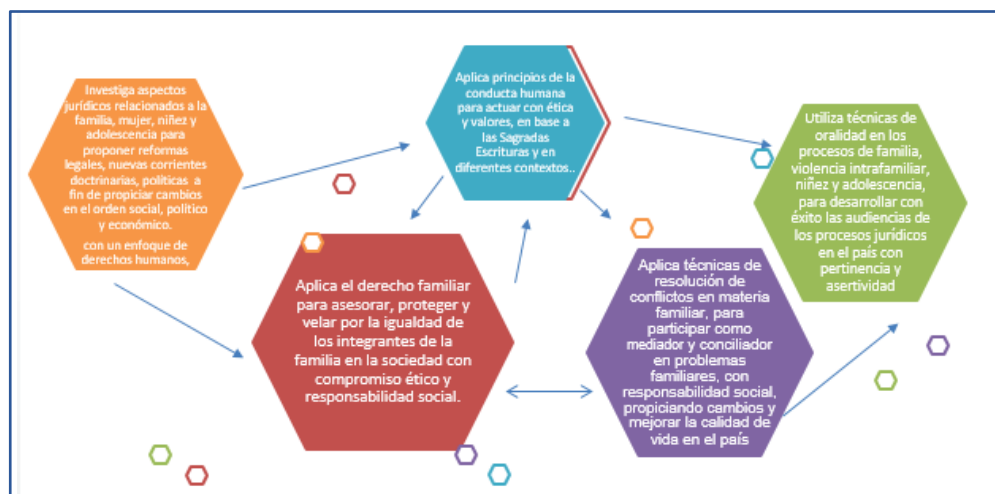 Investiga aspectos
jurídicos relacionados a la
familia, mujer, niñez y
adolescencia para
proponer reformas
legales, nuevas corrientes
doctrinarias, políticas a
fin de propiciar cambios
en el orden social, político
y económico.
con un enfoque de
derechos humanos,
Aplica principios de la
conducta humana
para actuar con ética
y valores, en base a
las Sagradas
Escrituras y en
diferentes contextos..
Utiliza técnicas de
oralidad en los
procesos de familia,
violencia intrafamiliar,
niñez y adolescencia,
para desarrollar con
éxito las audiencias de
los procesos jurídicos
en el país con
pertinencia y
asertividad
Aplica el derecho familiar
para asesorar, proteger y
velar por la igualdad de
los integrantes de la
familia en la sociedad con
compromiso ético y
responsabilidad social.
Aplica técnicas de
resolución de
conflictos en materia
familiar, para
participar como
mediador y conciliador
en problemas
familiares, con
responsabilidad social,
propiciando cambios y
mejorar la calidad de
vida en el país